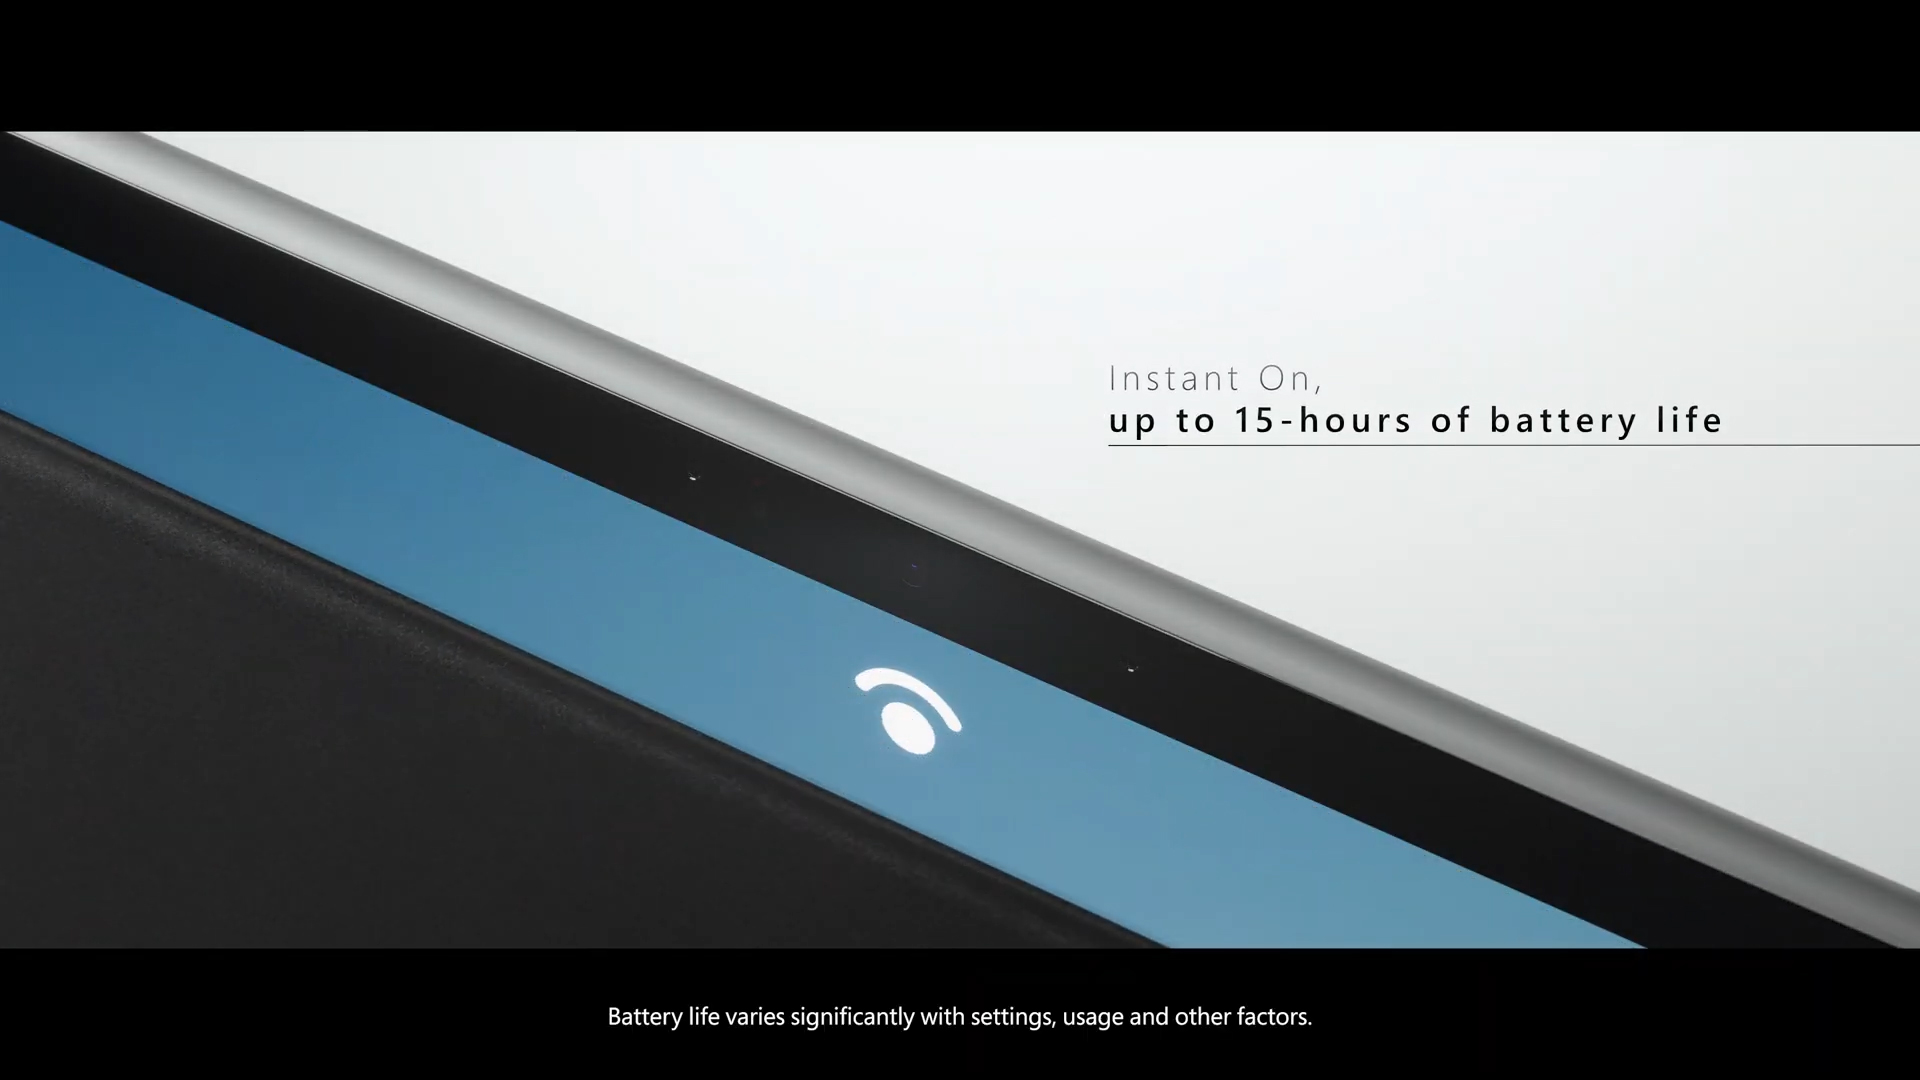 Instant On,
up to 15-hours of battery life
Battery life varies significantly with settings, usage and other factors.